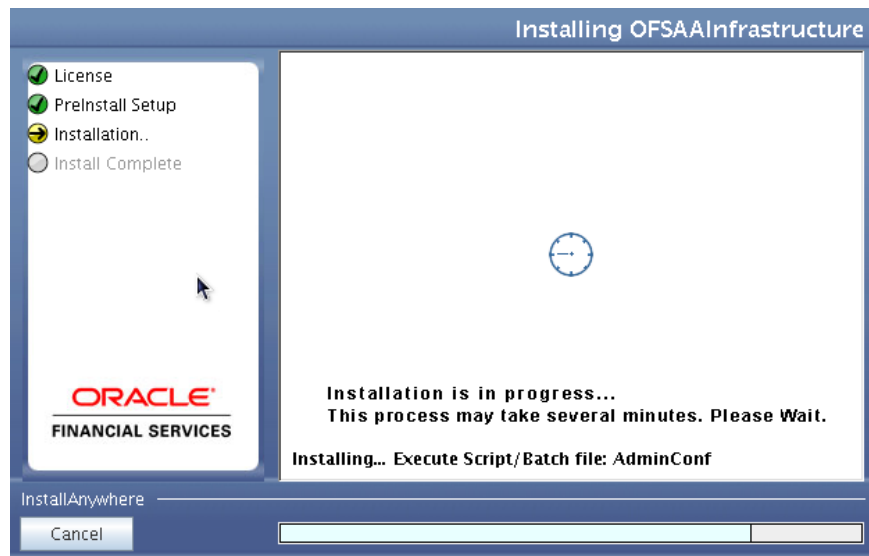 Installing OFSAAInfrastructure
License
PreInstall Setup
Installation..
Install Complete
ORACLE
FINANCIAL SERVICES
Installation is in progress...
This process may take several minutes. Please Wait.
Installing... Execute Script/Batch file: AdminConf
InstallAnywhere
Cancel